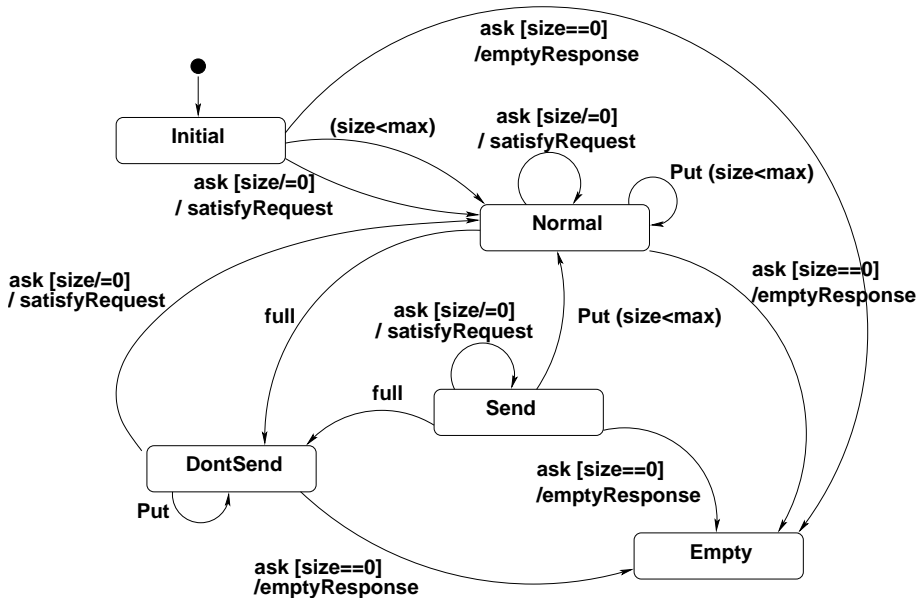 ask [size==0]
/emptyResponse
Initial
(size<max)
ask [size/=0]
/ satisfyRequest
ask [size/=0]
/ satisfyRequest
Put (size<max)
Normal
ask [size/=0]
/ satisfyRequest
full
ask [size/=0]
/ satisfyRequest
Put (size<max)
ask [size==0]
/emptyResponse
full
Send
DontSend
Put
ask [size==0]
/emptyResponse
ask [size==0]
/emptyResponse
Empty